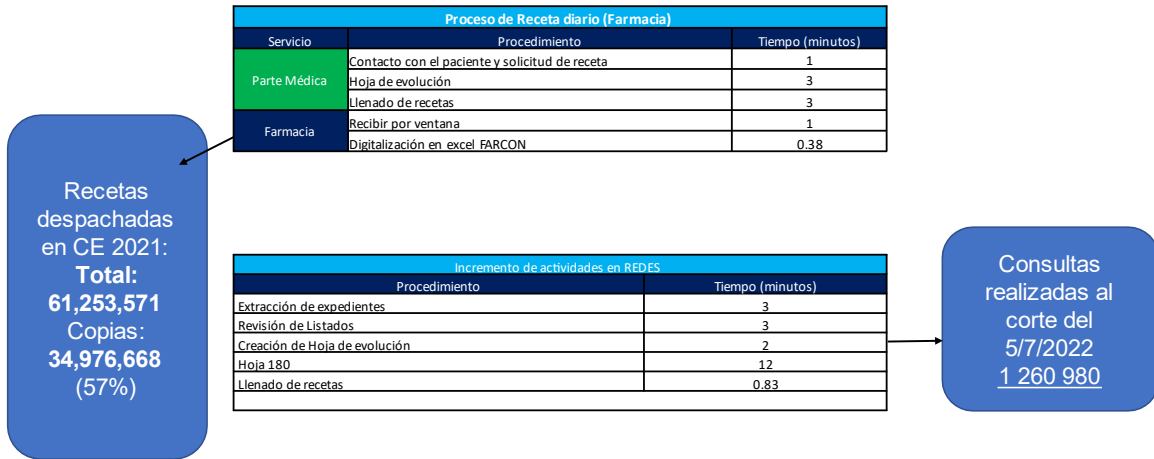 Proceso de Receta diario (Farmacia)
Servicio Procedimiento Tiempo (minutos)
Parte Médica
Contacto con el paciente y solicitud de receta 1
Hoja de evolución 3
Llenado de recetas 3
Farmacia
Recibir por ventana 1
Digitalización en excel FARCON 0.38
Recetas
despachadas
en CE 2021:
Total:
61,253,571
Copias:
34,976,668
(57%)
Incremento de actividades en REDES
Procedimiento Tiempo (minutos)
Extracción de expedientes 3
Revisión de Listados 3
Creación de Hoja de evolución 2
Hoja 180 12
Llenado de recetas 0.83
Consultas
realizadas al
corte del
5/7/2022
1 260 980